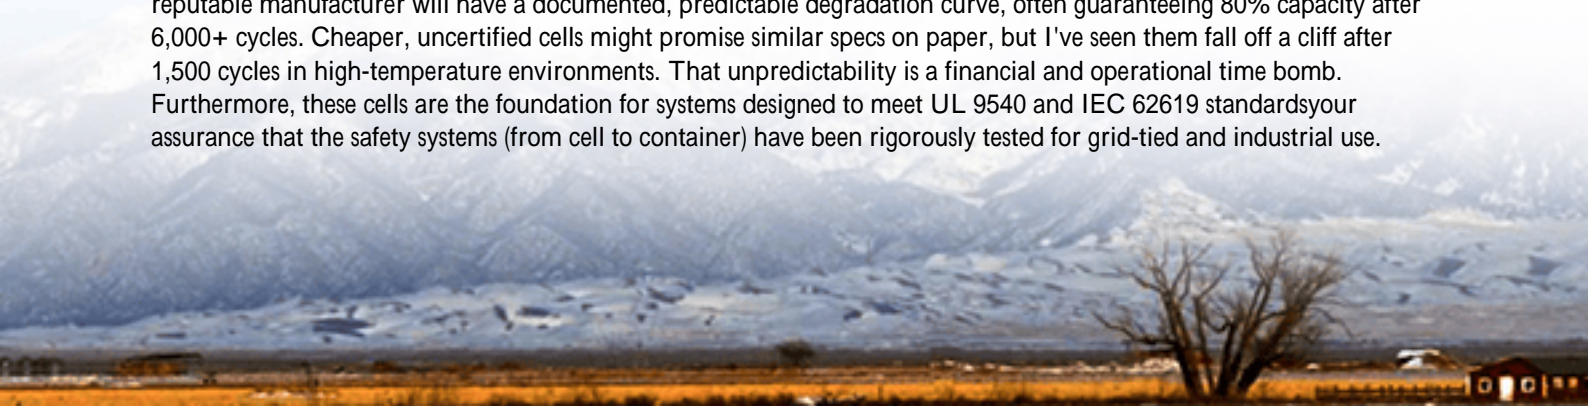 reputable manufacturer will have a documented, predictable degradation curve, often guaranteeing 80% capacity after
6,000+ cycles. Cheaper, uncertified cells might promise similar specs on paper, but I've seen them fall off a cliff after
1,500 cycles in high-temperature environments. That unpredictability is a financial and operational time bomb.
Furthermore, these cells are the foundation for systems designed to meet UL 9540 and IEC 62619 standardsyour
assurance that the safety systems (from cell to container) have been rigorously tested for grid-tied and industrial use.